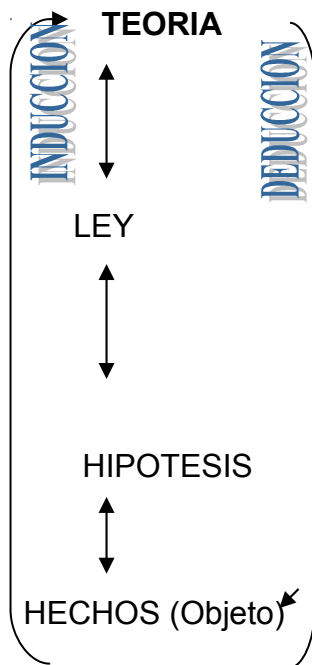 TEORIA
INDUCCION
DEDUCCION
LEY
HIPOTESIS
HECHOS (Objeto)